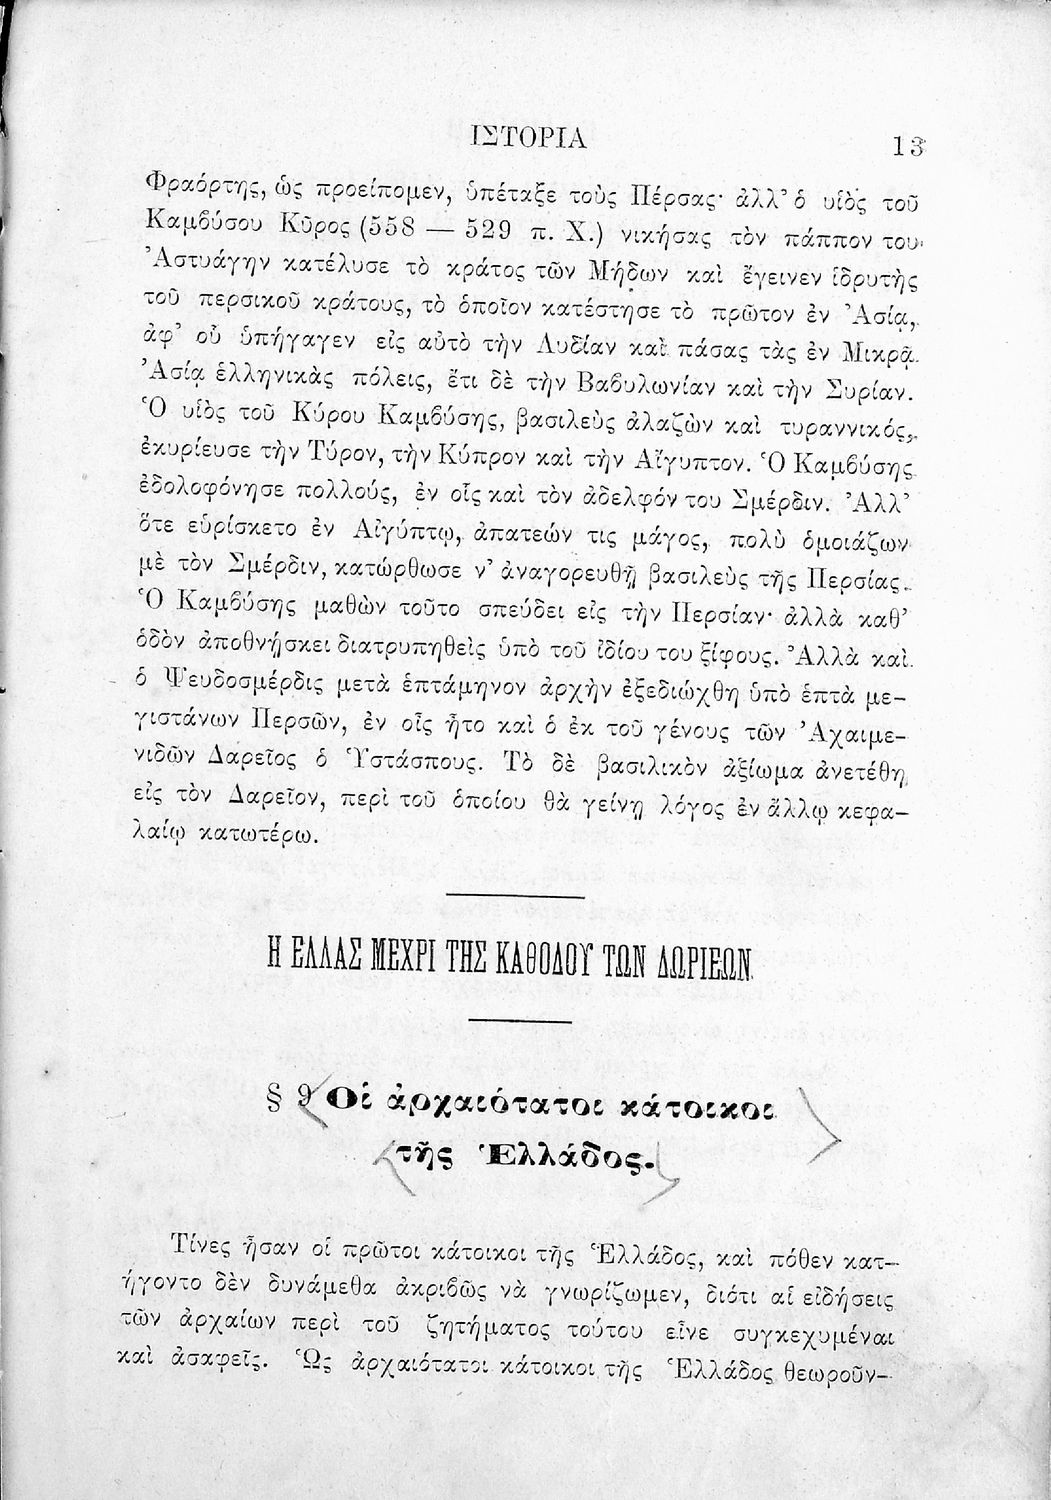 ΙΣΤΟΡΙΑ 13
Φραόρτης, ὡς προείπομεν, ὑπέταξε τοὺς Πέρσας· ἀλλ' ὁ υἱὸς τοῦ
Καμβύσου Κῦρος (558 — 529 π. Χ.) νικήσας τὸν πάππον του
Ἀστυάγην κατέλυσε τὸ κράτος τῶν Μήδων καὶ ἔγεινεν ἱδρυτὴς
τοῦ περσικοῦ κράτους, τὸ ὁποῖον κατέστησε τὸ πρῶτον ἐν Ἀσίᾳ,
ἀφ' οὗ ὑπήγαγεν εἰς αὐτὸ τὴν Λυδίαν καὶ πάσας τὰς ἐν Μικρᾷ
Ἀσίᾳ ἑλληνικὰς πόλεις, ἔτι δὲ τὴν Βαβυλωνίαν καὶ τὴν Συρίαν.
Ὁ υἱὸς τοῦ Κύρου Καμβύσης, βασιλεὺς ἀλαζὼν καὶ τυραννικός,
ἐκυρίευσε τὴν Τύρον, τὴν Κύπρον καὶ τὴν Αἴγυπτον. Ὁ Καμβύσης
ἐδολοφόνησε πολλούς, ἐν οἷς καὶ τὸν ἀδελφόν του Σμέρδιν. Ἀλλ'
ὅτε εὑρίσκετο ἐν Αἰγύπτῳ, ἀπατεών τις μάγος, πολὺ ὁμοιάζων
μὲ τὸν Σμέρδιν, κατώρθωσε ν' ἀναγορευθῇ βασιλεὺς τῆς Περσίας.
Ὁ Καμβύσης μαθὼν τοῦτο σπεύδει εἰς τὴν Περσίαν· ἀλλὰ καθ'
ὁδὸν ἀποθνήσκει διατρυπηθεὶς ὑπὸ τοῦ ἰδίου του ξίφους. Ἀλλὰ καὶ
ὁ Ψευδοσμέρδις μετὰ ἑπτάμηνον ἀρχὴν ἐξεδιώχθη ὑπὸ ἑπτὰ με-
γιστάνων Περσῶν, ἐν οἷς ἦτο καὶ ὁ ἐκ τοῦ γένους τῶν Ἀχαιμε-
νιδῶν Δαρεῖος ὁ Ὑστάσπους. Τὸ δὲ βασιλικὸν ἀξίωμα ἀνετέθη
εἰς τὸν Δαρεῖον, περὶ τοῦ ὁποίου θὰ γείνῃ λόγος ἐν ἄλλῳ κεφα-
λαίῳ κατωτέρω.
Η ΕΛΛΑΣ ΜΕΧΡΙ ΤΗΣ ΚΑΘΟΔΟΥ ΤΩΝ ΔΩΡΙΕΩΝ
§ 9 Οἱ ἀρχαιότατοι κάτοικοι
τῆς Ἑλλάδος.
Τίνες ἦσαν οἱ πρῶτοι κάτοικοι τῆς Ἑλλάδος, καὶ πόθεν κατ-
ήγοντο δὲν δυνάμεθα ἀκριβῶς νὰ γνωρίζωμεν, διότι αἱ εἰδήσεις
τῶν ἀρχαίων περὶ τοῦ ζητήματος τούτου εἶνε συγκεχυμέναι
καὶ ἀσαφεῖς. Ὡς ἀρχαιότατοι κάτοικοι τῆς Ἑλλάδος θεωροῦν-